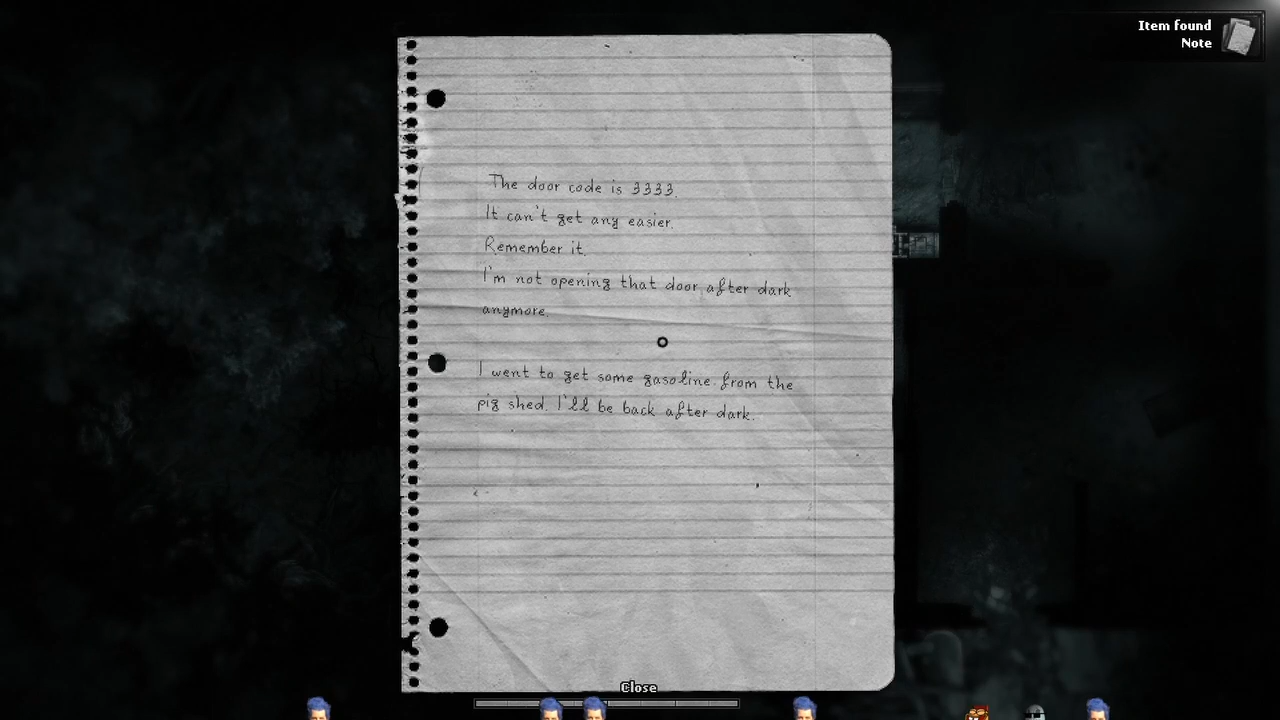 Item found
Note
The door code is 3333.
It can't get any easier.
Remember it.
I'm not opening that door after dark
anymore.
I went to get some gasoline from the
pig shed. I'll be back after dark.
Close